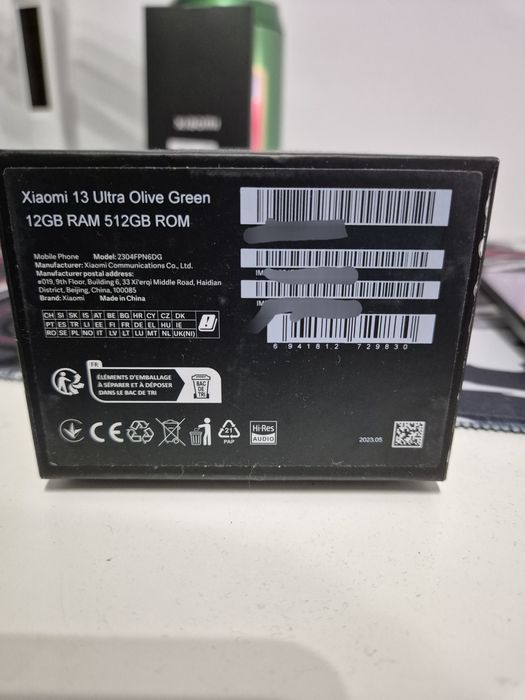 XIAOMI
Xiaomi 13 Ultra Olive Green
12GB RAM 512GB ROM
Mobile Phone Model: 2304FPN6DG
Manufacturer: Xiaomi Communications Co., Ltd.
Manufacturer postal address:
#019, 9th Floor, Building 6, 33 Xi'erqi Middle Road, Haidian
District, Beijing, China, 100085
Brand: Xiaomi Made in China
CH SI SK IS AT BE BG HR CY CZ DK
PT ES TR LI EE FI FR DE EL HU IE
RO SE PL NO IT LV LT LU MT NL UK(NI)
6 941812 729830
FR
ÉLÉMENTS D'EMBALLAGE
À SÉPARER ET À DÉPOSER
DANS LE BAC DE TRI
BAC
DE
TRI
CE
21
PAP
Hi-Res
AUDIO
2023.05